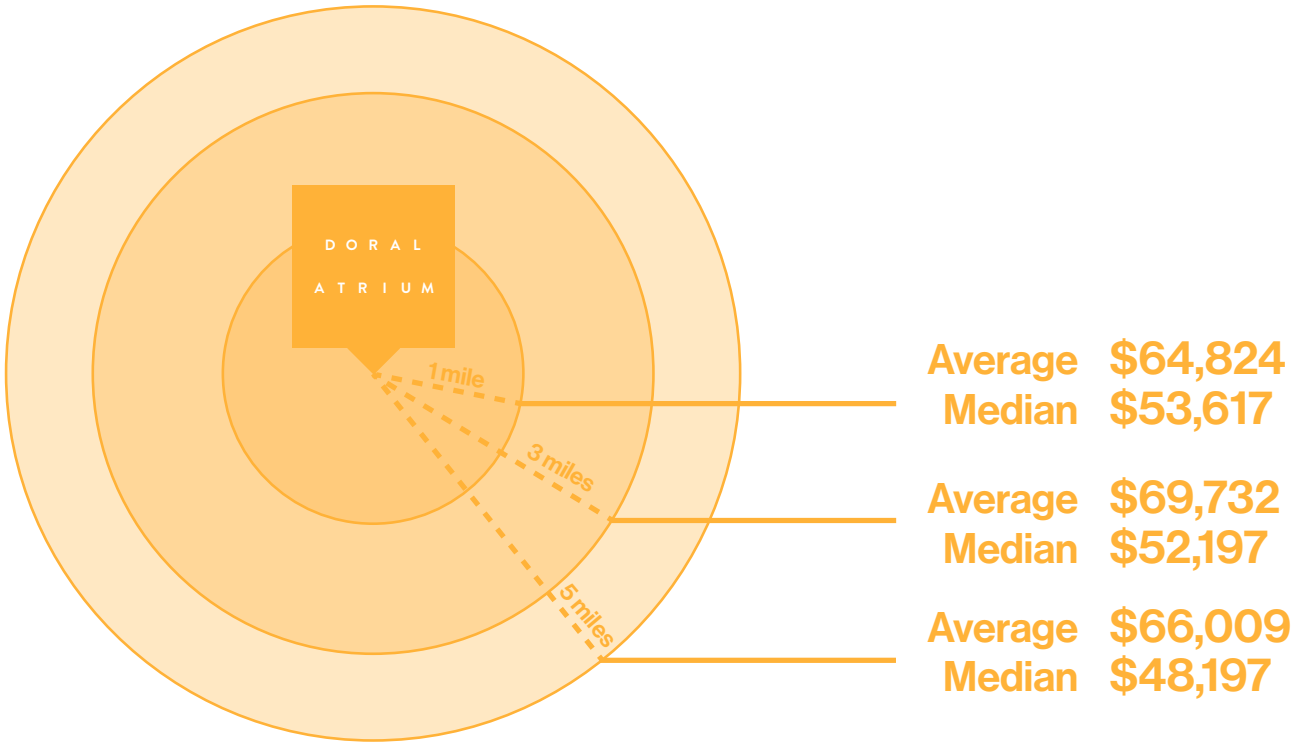 DORAL
ATRIUM
1 mile
3 miles
5 miles
Average $64,824
Median $53,617
Average $69,732
Median $52,197
Average $66,009
Median $48,197